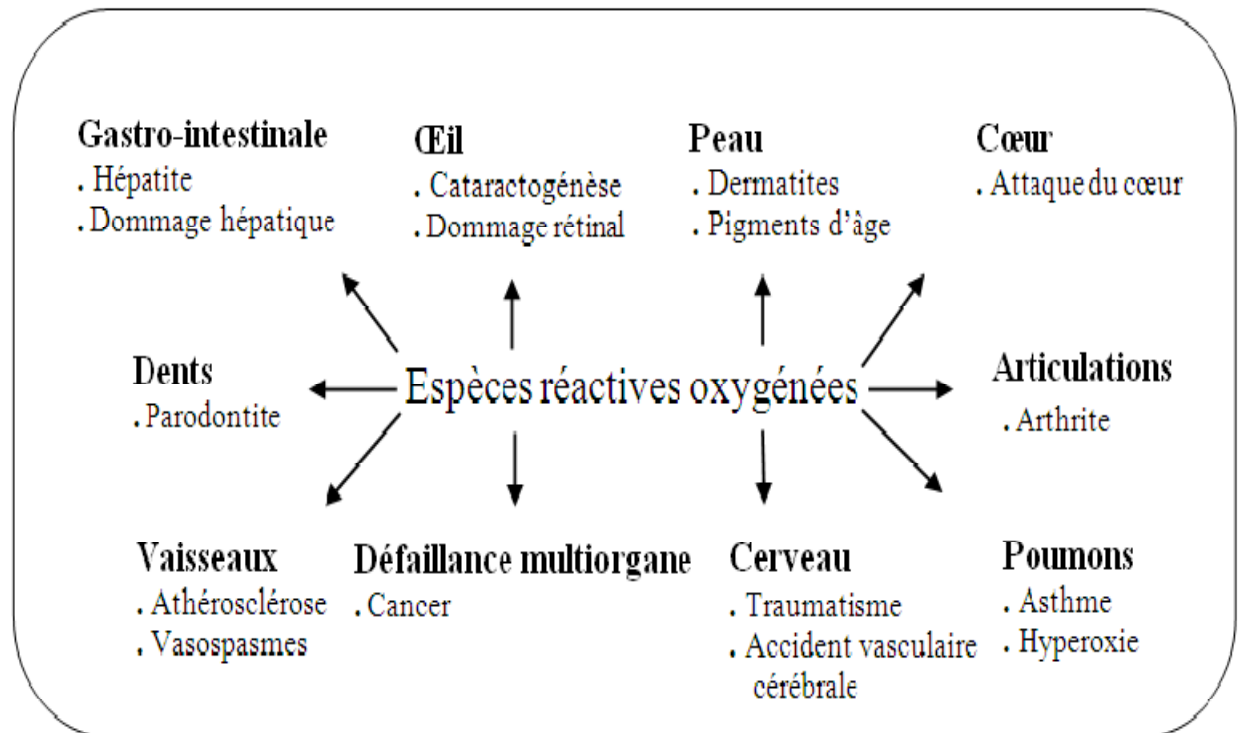 Gastro-intestinale
. Hépatite
. Dommage hépatique
Œil
. Cataractogénèse
. Dommage rétinal
Peau
. Dermatites
. Pigments d'âge
Cœur
. Attaque du cœur
Dents
. Parodontite
Espèces réactives oxygénées
Articulations
. Arthrite
Vaisseaux
. Athérosclérose
. Vasospasmes
Défaillance multiorgane
. Cancer
Cerveau
. Traumatisme
. Accident vasculaire
cérébrale
Poumons
. Asthme
. Hyperoxie